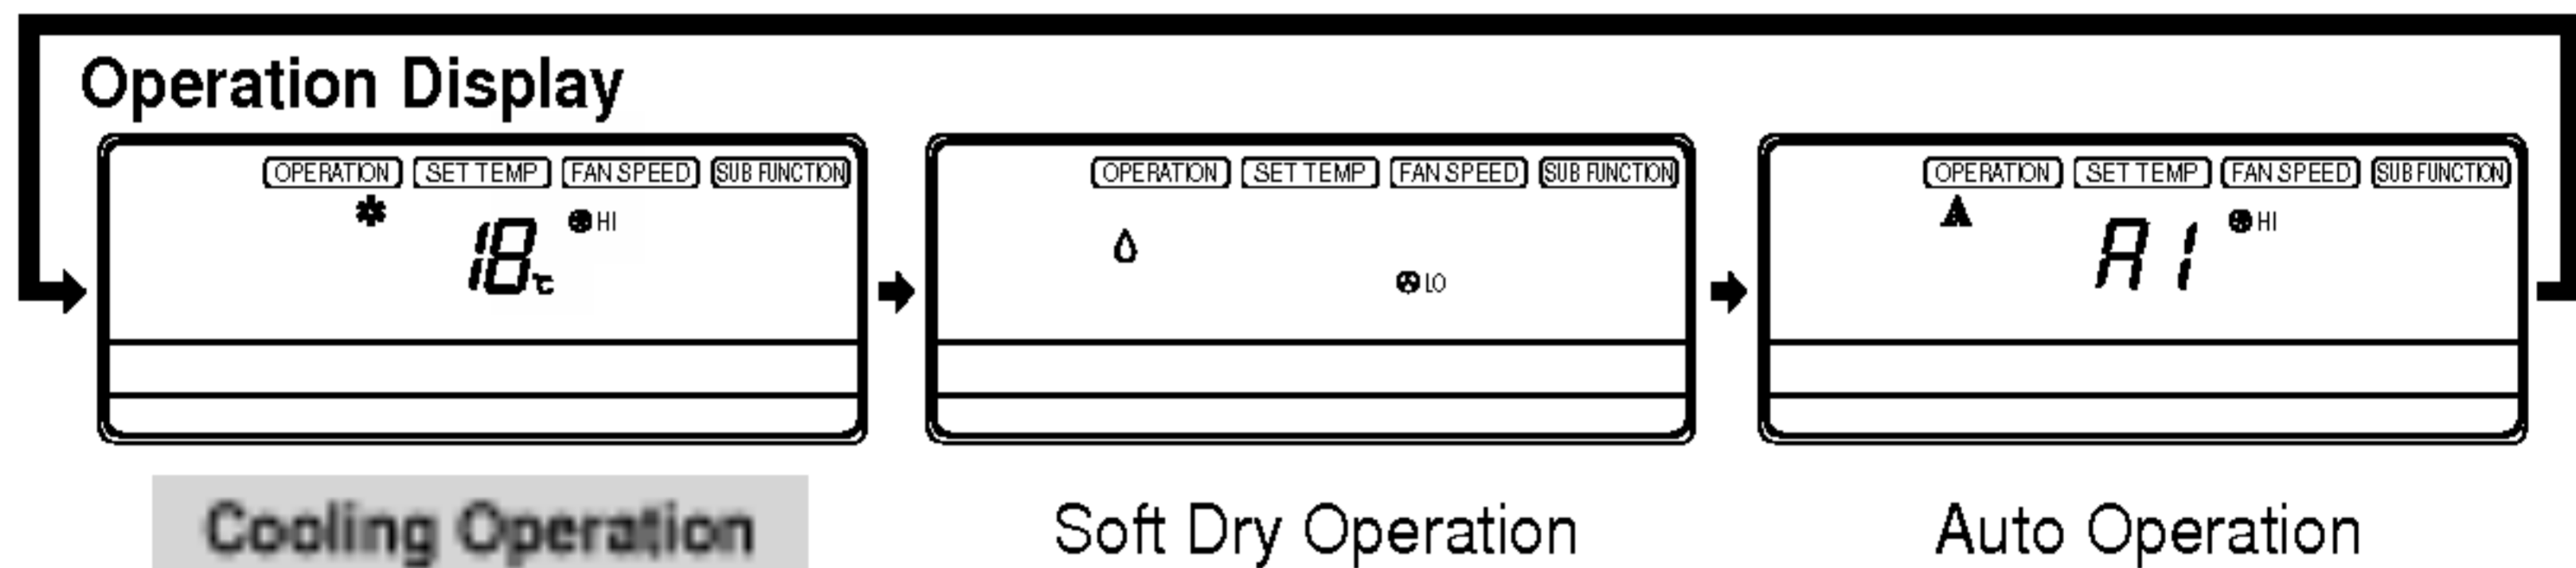 Operation Display
OPERATION SET TEMP FAN SPEED SUB FUNCTION
18℃ HI
OPERATION SET TEMP FAN SPEED SUB FUNCTION
LO
OPERATION SET TEMP FAN SPEED SUB FUNCTION
A1 HI
Cooling Operation
Soft Dry Operation
Auto Operation